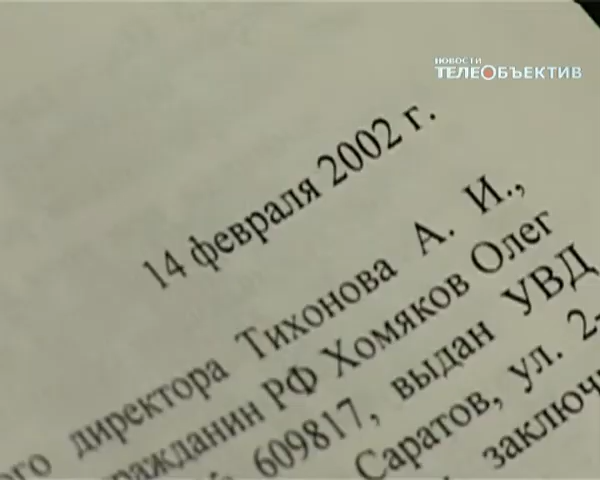 НОВОСТИ
ТЕЛЕОБЪЕКТИВ
14 февраля 2002 г.
директора Тихонова А. И.,
гражданин РФ Хомяков Олег
609817, выдан УВД
Саратов, ул. 2-
заключ